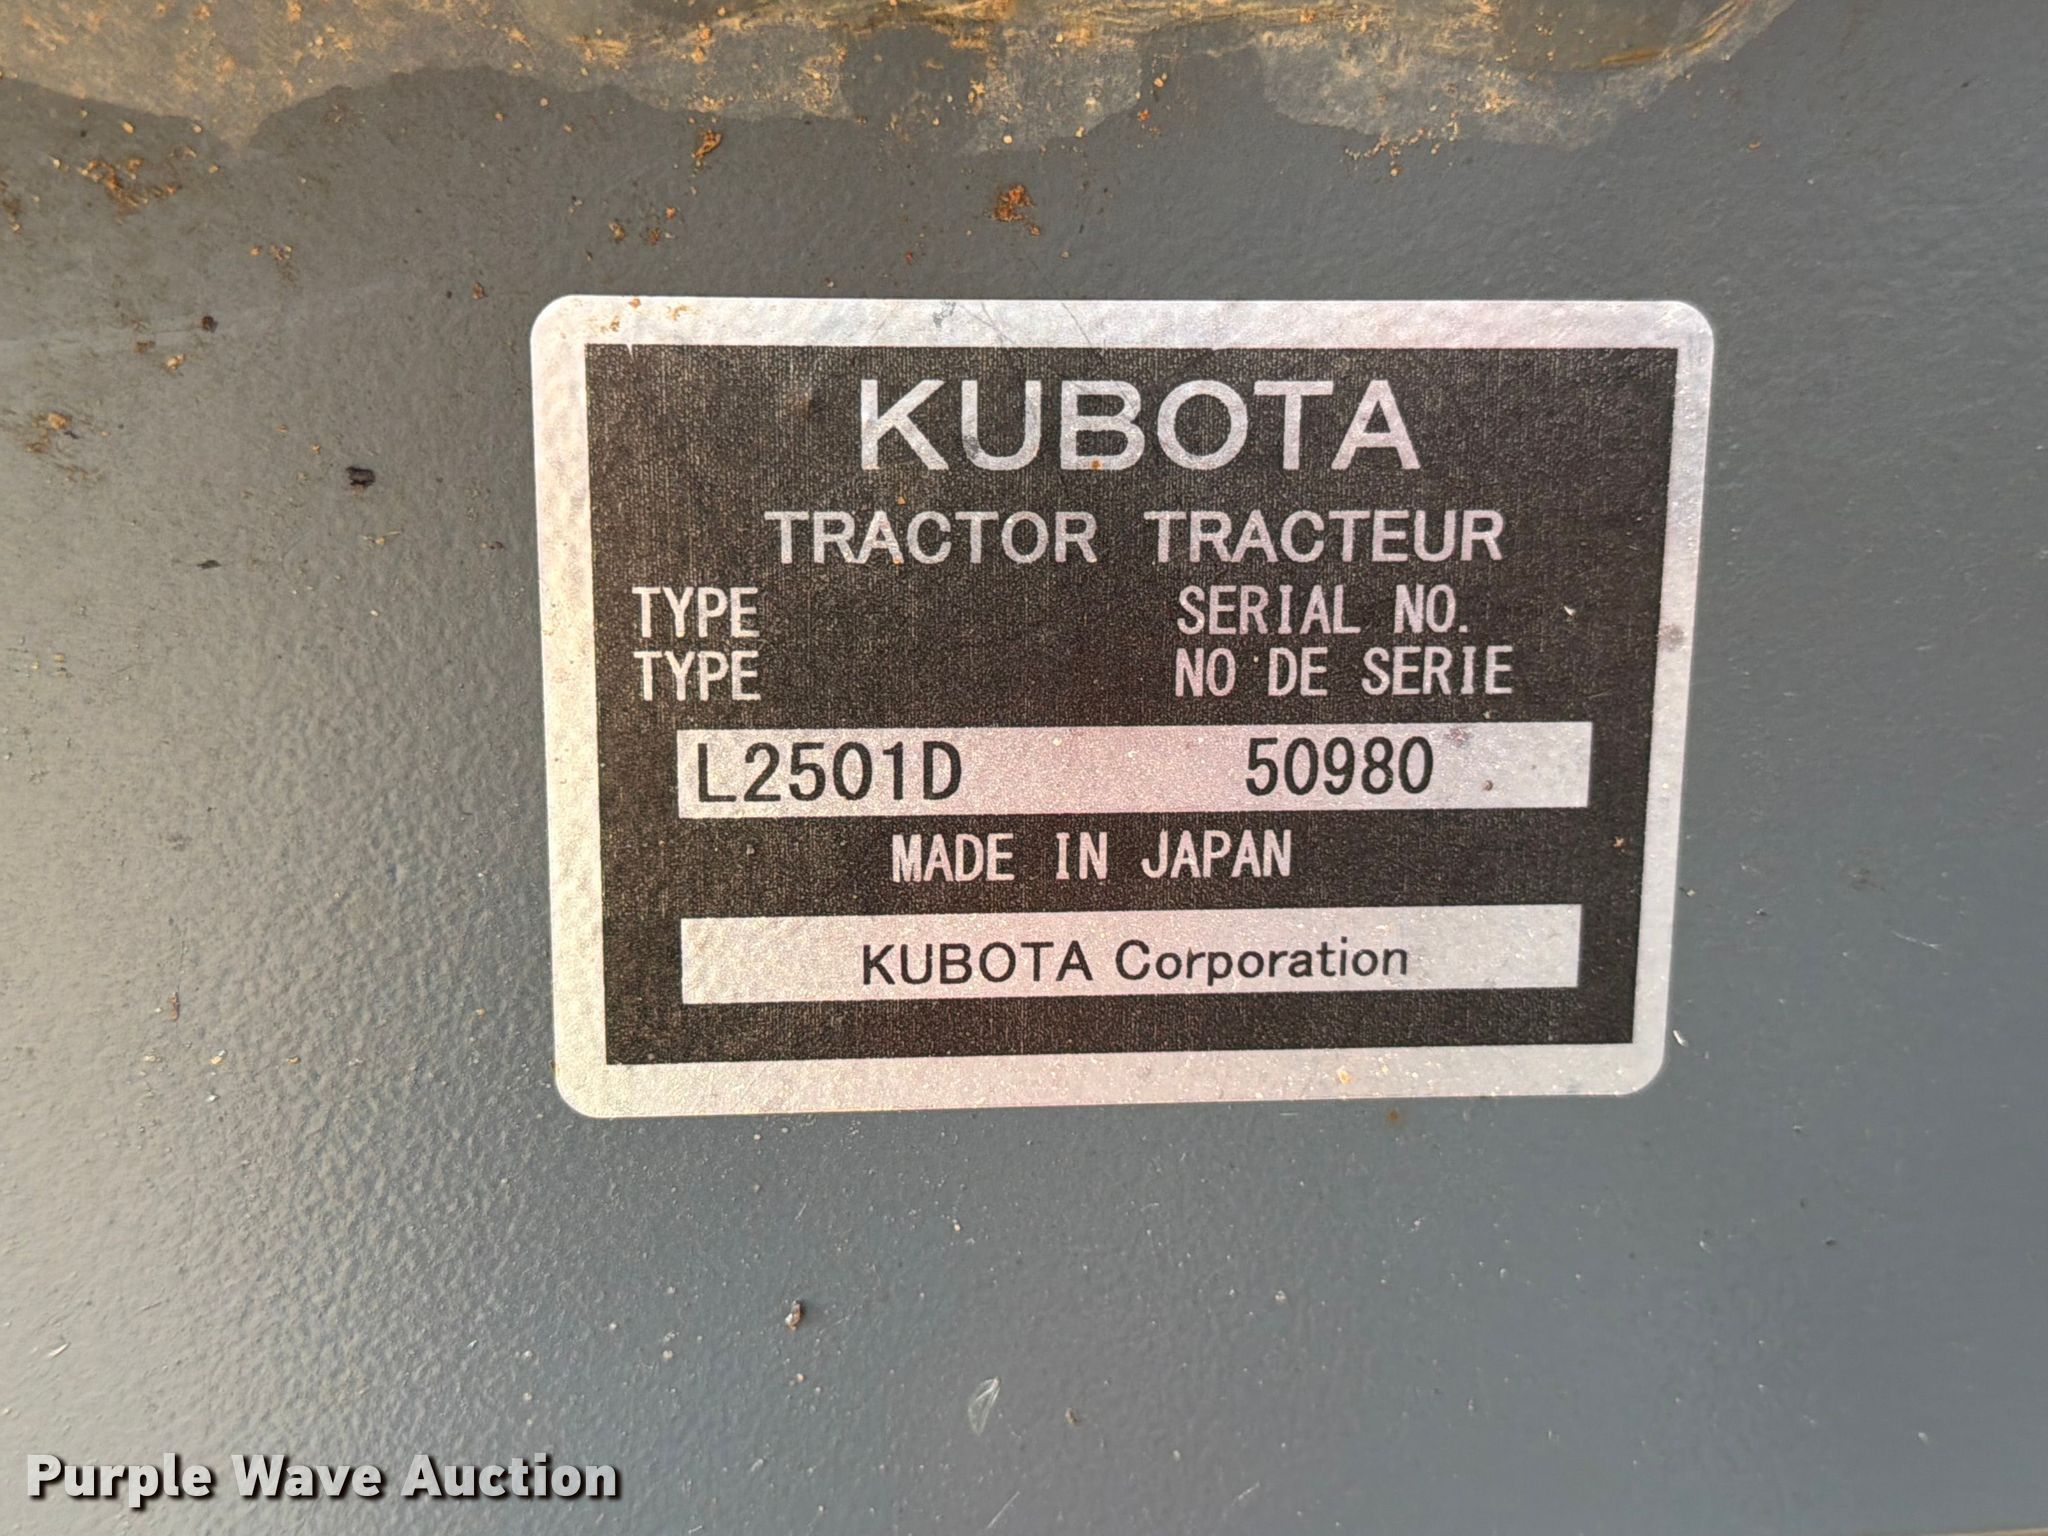 KUBOTA
TRACTOR TRACTEUR
TYPE SERIAL NO.
TYPE NO DE SERIE
L2501D 50980
MADE IN JAPAN
KUBOTA Corporation
Purple Wave Auction